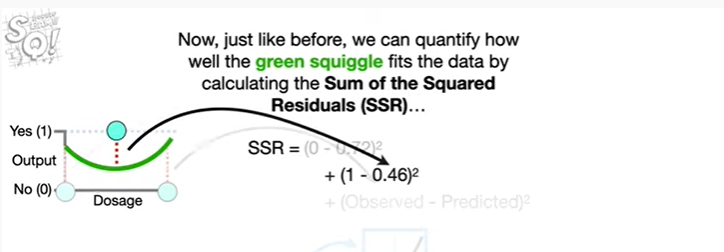 Now, just like before, we can quantify how
well the green squiggle fits the data by
calculating the Sum of the Squared
Residuals (SSR)...
Yes (1)
Output
No (0)
Dosage
SSR = (0 - 0.72)²
+ (1 - 0.46)²
+ (Observed - Predicted)²